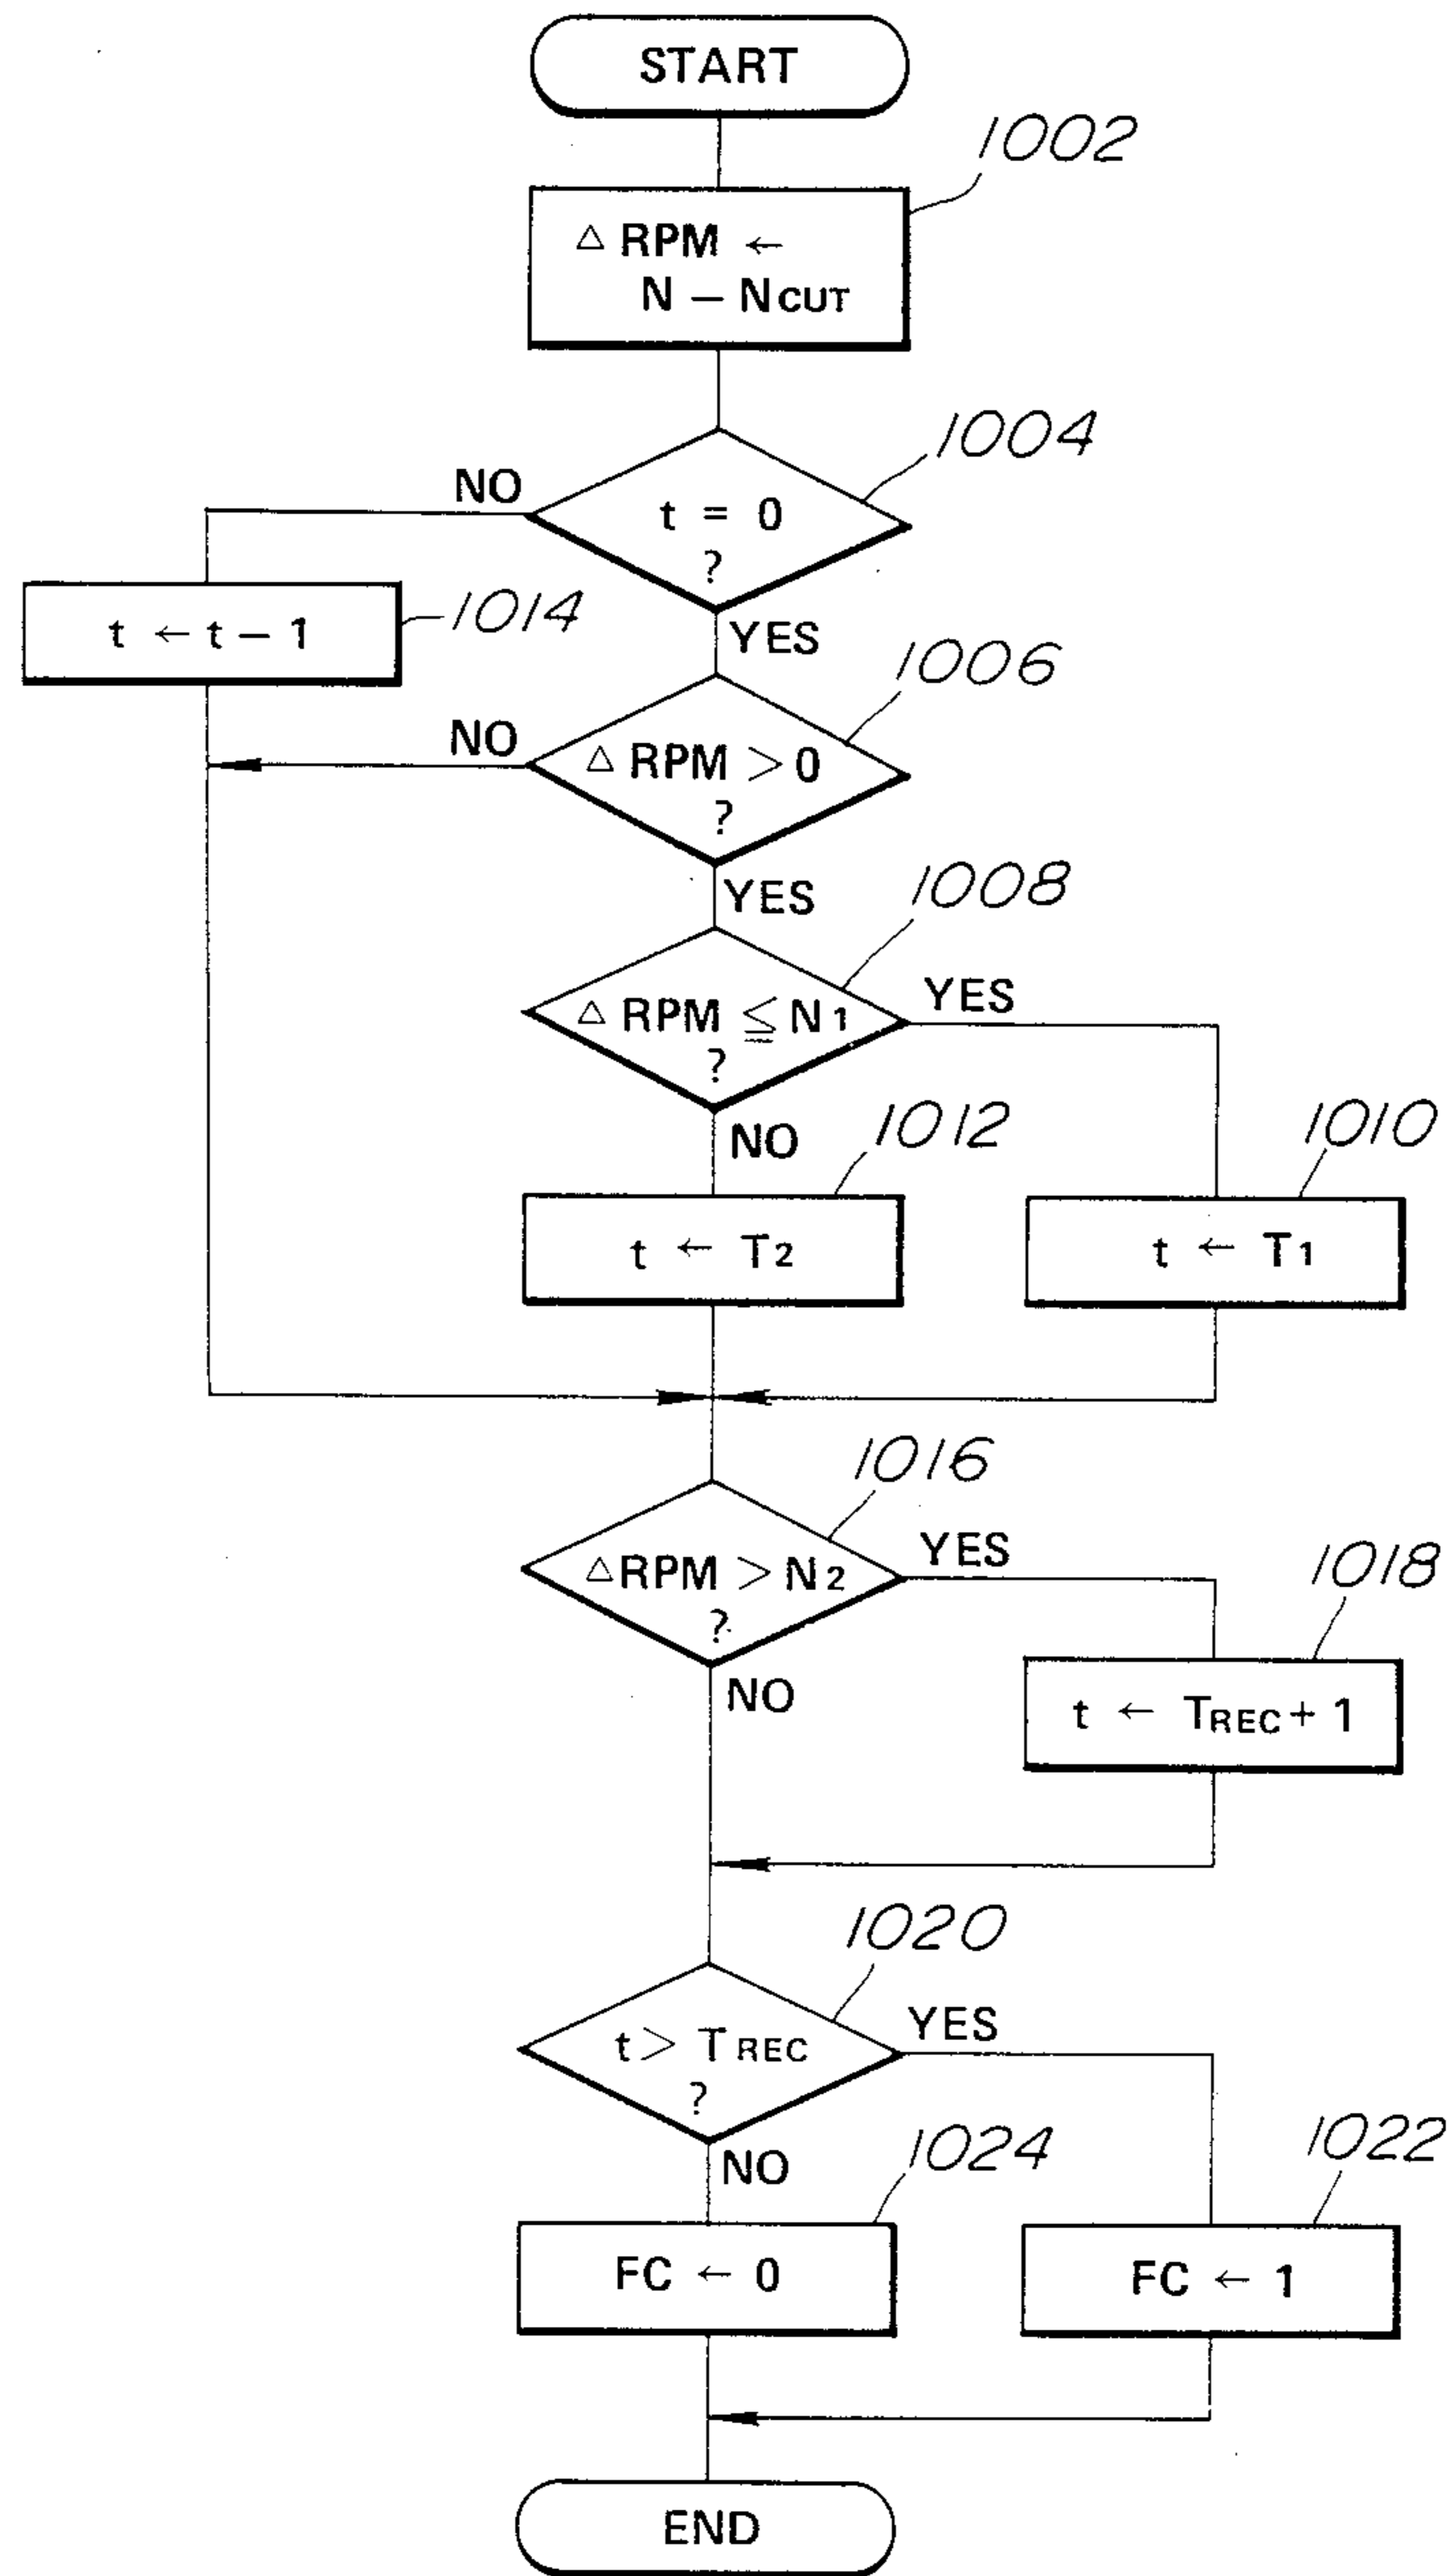 START
1002
△ RPM ←
N − NCUT
1004
NO
t = 0
?
1014
t ← t − 1
YES
1006
NO
△ RPM > 0
?
YES
1008
△ RPM ≦ N1
?
YES
NO
1012
1010
t ← T2
t ← T1
1016
△RPM > N2
?
YES
1018
NO
t ← TREC + 1
1020
t > TREC
?
YES
NO
1024
1022
FC ← 0
FC ← 1
END